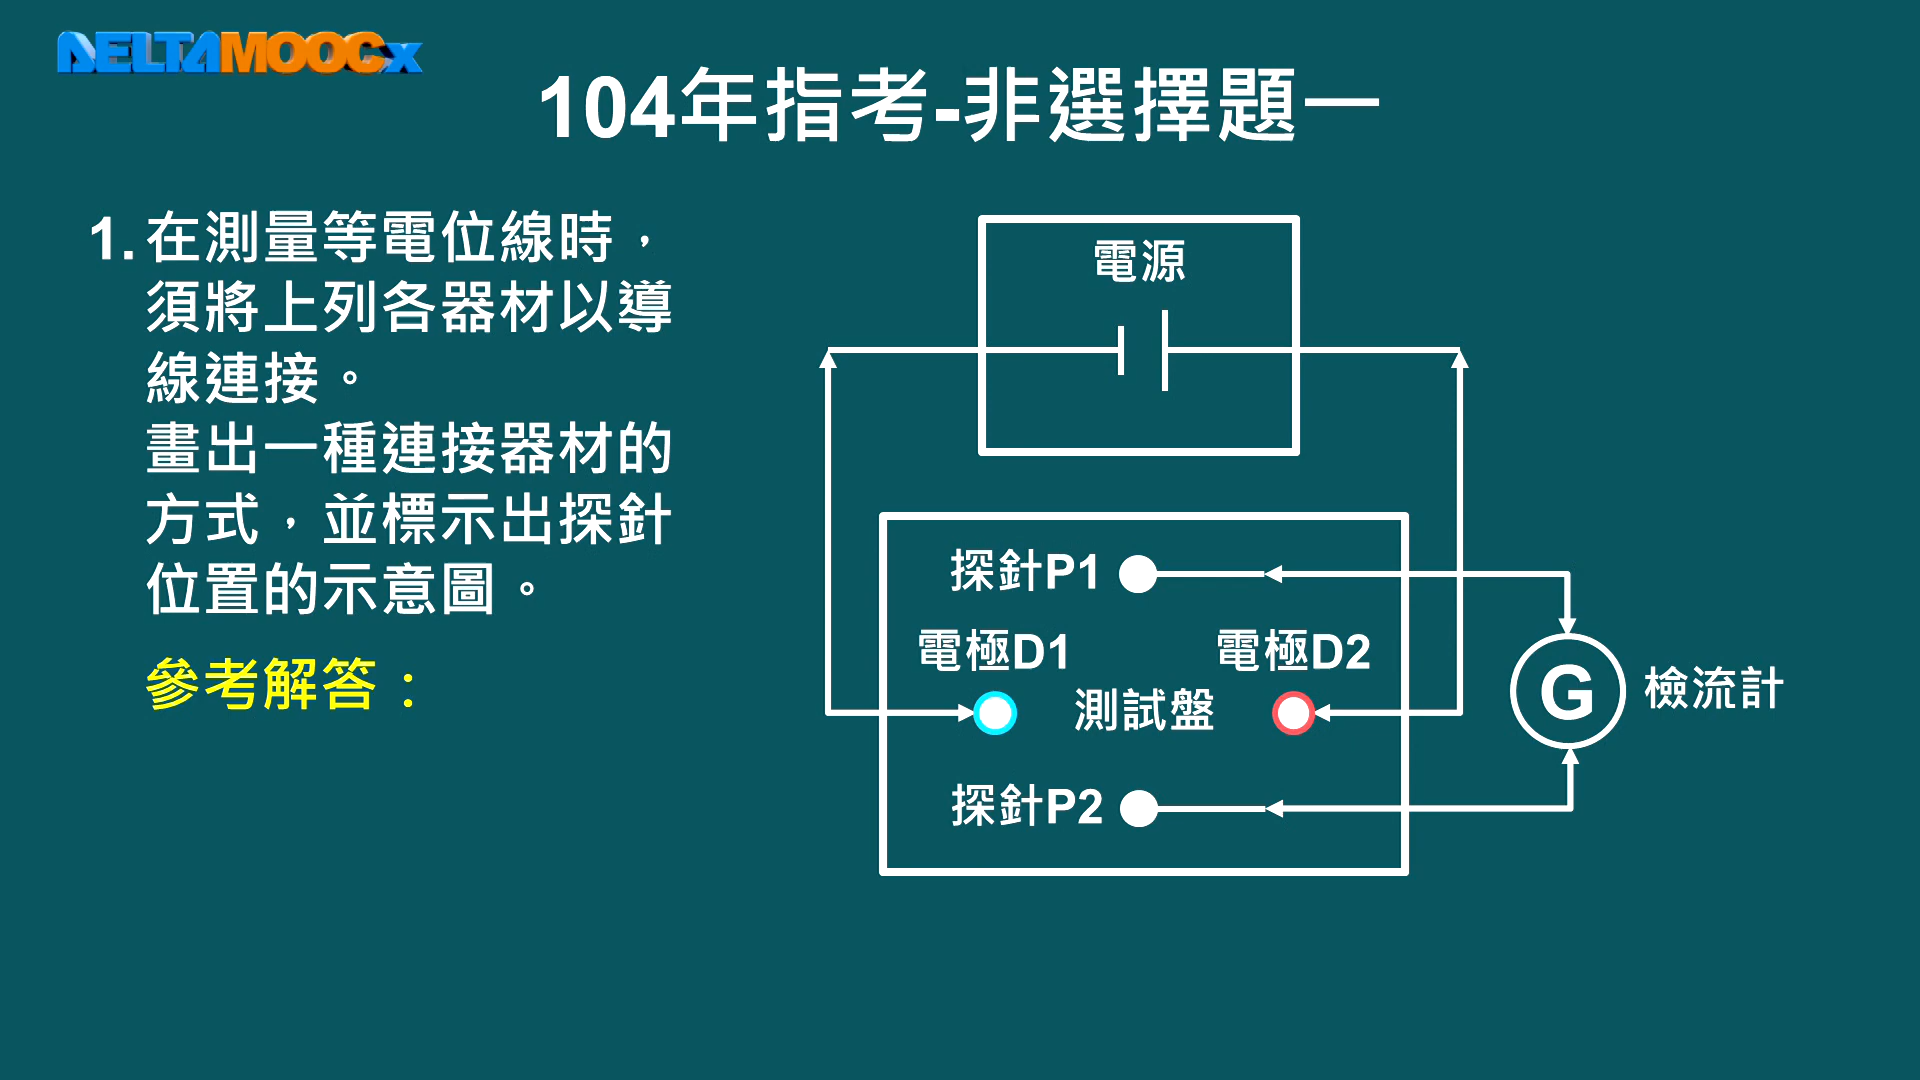 DELTAMOOCx
104年指考-非選擇題一
1. 在測量等電位線時，
須將上列各器材以導
線連接。
畫出一種連接器材的
方式，並標示出探針
位置的示意圖。
參考解答：
電源
探針P1
電極D1
電極D2
測試盤
G
檢流計
探針P2